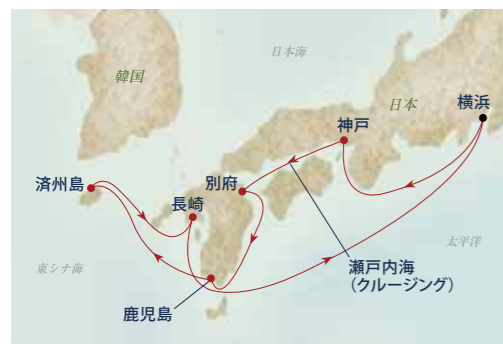 日本海
韓国
日本
横浜
神戸
済州島
別府
長崎
太平洋
東シナ海
瀬戸内海
(クルージング)
鹿児島